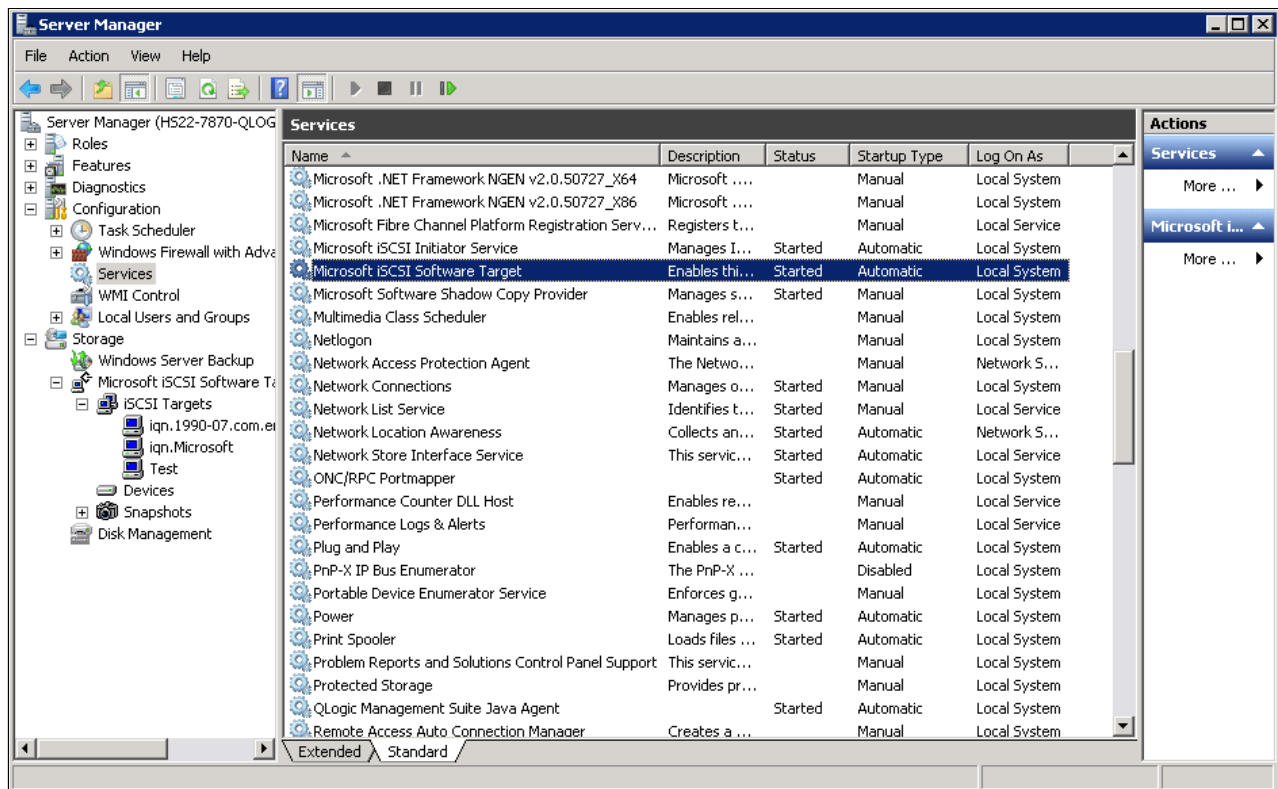 Server Manager
File Action View Help
Server Manager (HS22-7870-QLOG
Roles
Features
Diagnostics
Configuration
Task Scheduler
Windows Firewall with Adva
Services
WMI Control
Local Users and Groups
Storage
Windows Server Backup
Microsoft iSCSI Software Ta
iSCSI Targets
iqn.1990-07.com.e
iqn.Microsoft
Test
Devices
Snapshots
Disk Management
Services
Name Description Status Startup Type Log On As
Microsoft .NET Framework NGEN v2.0.50727_X64 Microsoft .... Manual Local System
Microsoft .NET Framework NGEN v2.0.50727_X86 Microsoft .... Manual Local System
Microsoft Fibre Channel Platform Registration Serv... Registers t... Manual Local Service
Microsoft iSCSI Initiator Service Manages I... Started Automatic Local System
Microsoft iSCSI Software Target Enables thi... Started Automatic Local System
Microsoft Software Shadow Copy Provider Manages s... Started Manual Local System
Multimedia Class Scheduler Enables rel... Manual Local System
Netlogon Maintains a... Manual Local System
Network Access Protection Agent The Netwo... Manual Network S...
Network Connections Manages o... Started Manual Local System
Network List Service Identifies t... Started Manual Local Service
Network Location Awareness Collects an... Started Automatic Network S...
Network Store Interface Service This servic... Started Automatic Local Service
ONC/RPC Portmapper Started Automatic Local System
Performance Counter DLL Host Enables re... Manual Local Service
Performance Logs & Alerts Performan... Manual Local Service
Plug and Play Enables a c... Started Automatic Local System
PnP-X IP Bus Enumerator The PnP-X ... Disabled Local System
Portable Device Enumerator Service Enforces g... Manual Local System
Power Manages p... Started Automatic Local System
Print Spooler Loads files ... Started Automatic Local System
Problem Reports and Solutions Control Panel Support This servic... Manual Local System
Protected Storage Provides pr... Manual Local System
QLogic Management Suite Java Agent Started Automatic Local System
Remote Access Auto Connection Manager Creates a ... Manual Local System
Extended Standard
Actions
Services
More ...
Microsoft i...
More ...